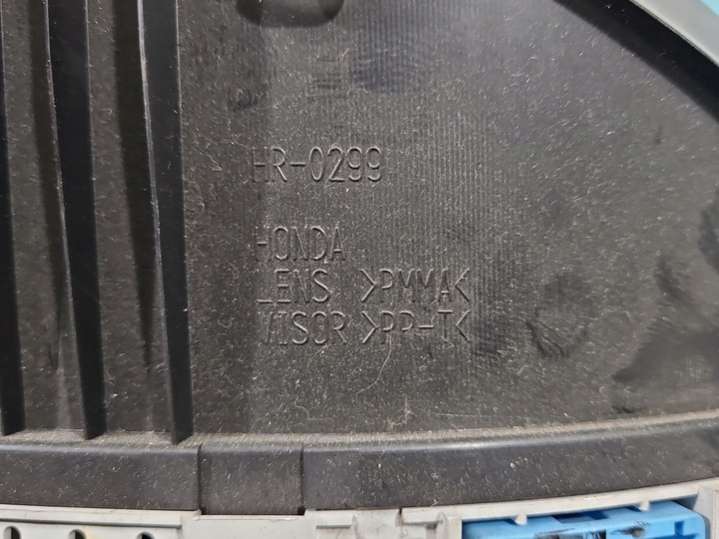 HR-0299
HONDA
LENS >PMMA<
VISOR >PP-T<